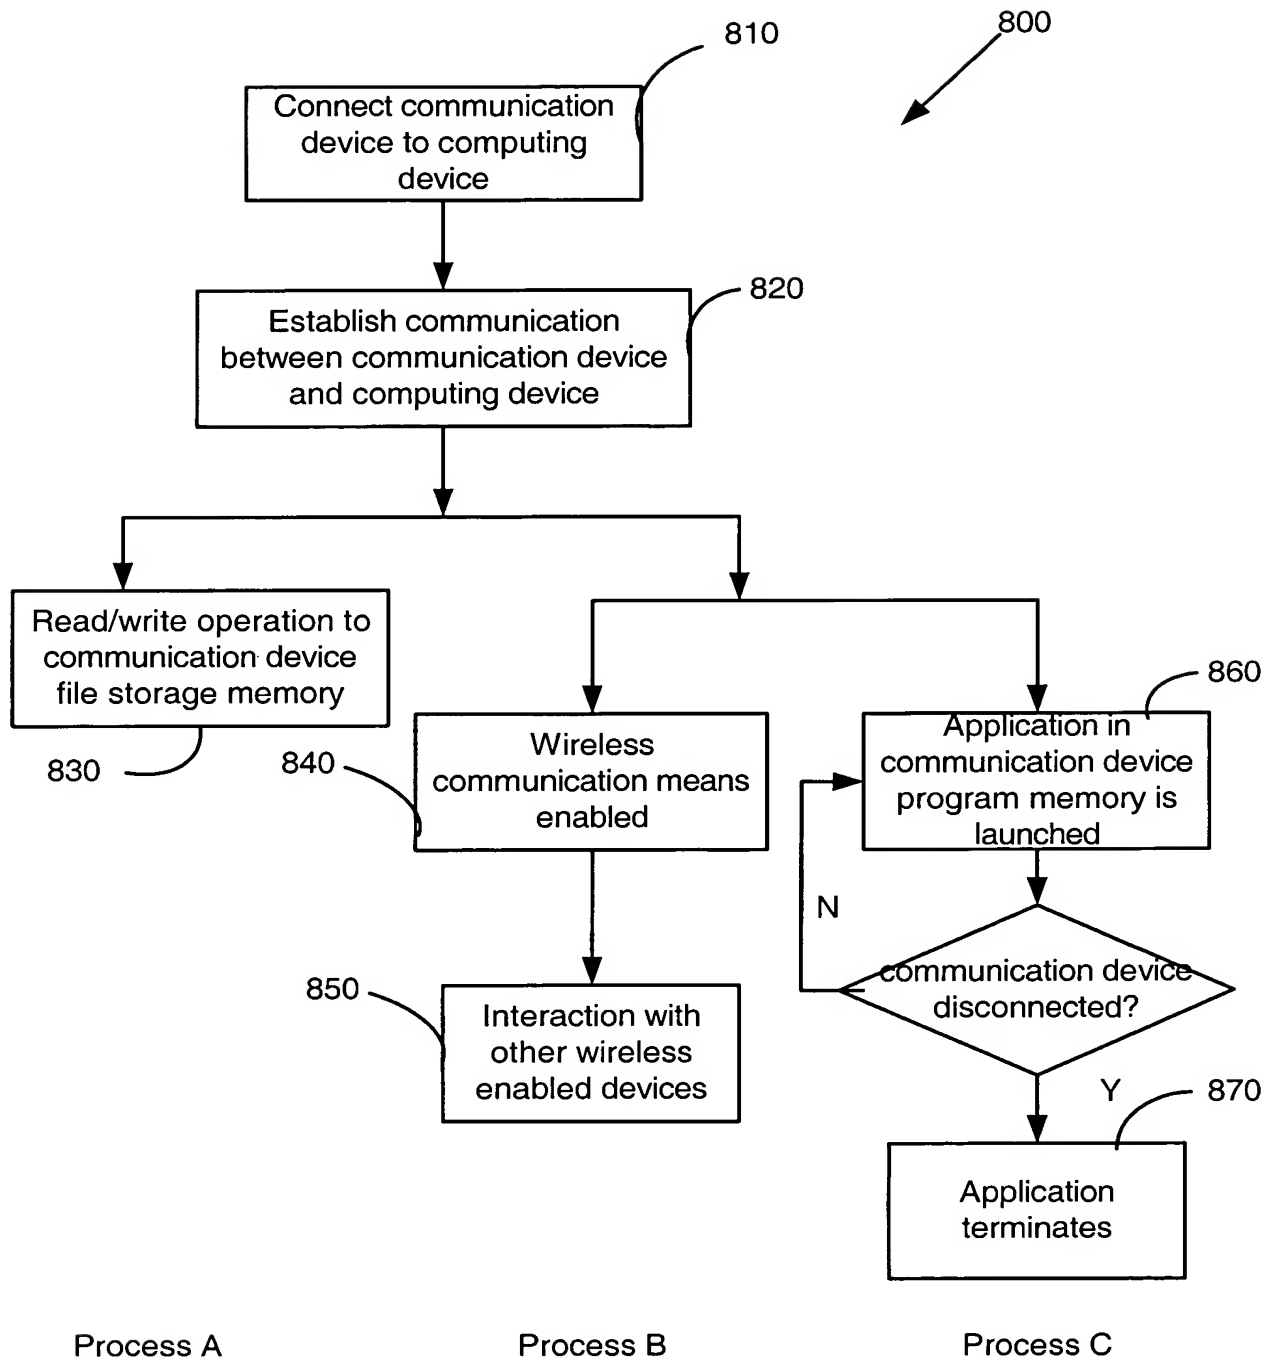 810
800
Connect communication
device to computing
device
820
Establish communication
between communication device
and computing device
Read/write operation to
communication device
file storage memory
830
840
Wireless
communication means
enabled
860
Application in
communication device
program memory is
launched
N
communication device
disconnected?
850
Interaction with
other wireless
enabled devices
Y
870
Application
terminates
Process A
Process B
Process C